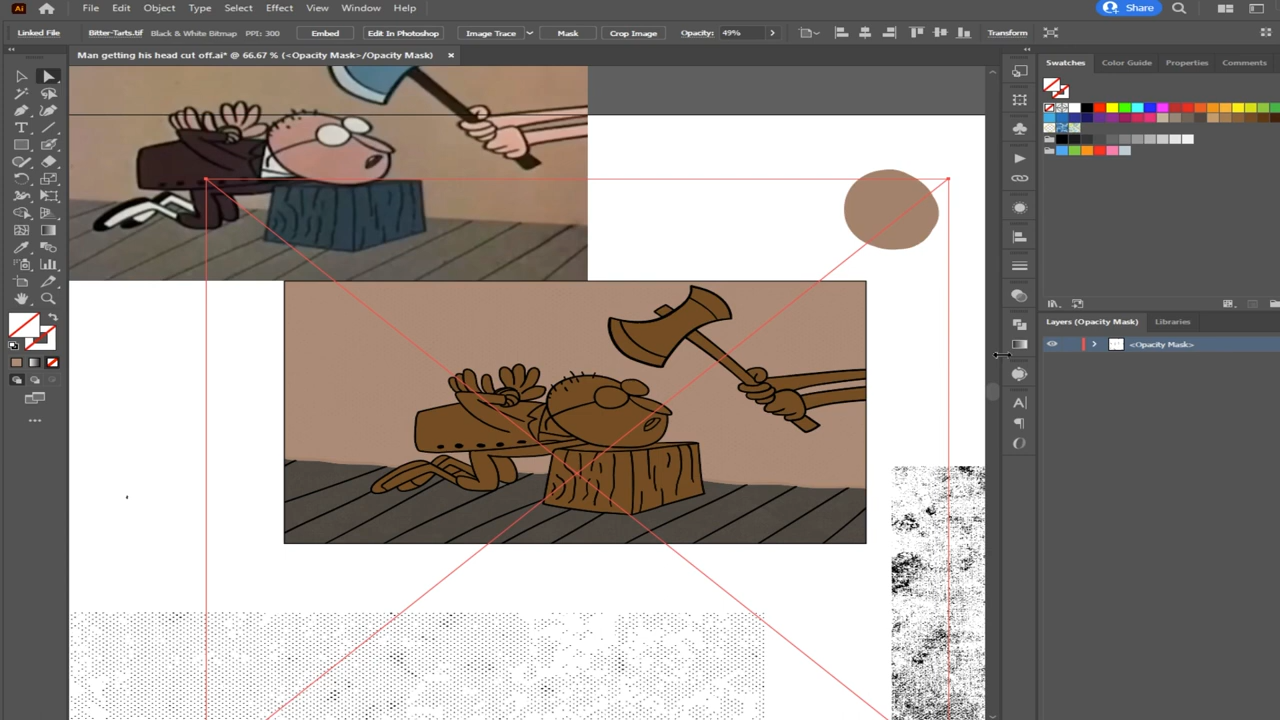 Ai File Edit Object Type Select Effect View Window Help Share
Linked File Bitter-Tarts.tif Black & White Bitmap PPI: 300 Embed Edit In Photoshop Image Trace Mask Crop Image Opacity: 49% Transform
Man getting his head cut off.ai* @ 66.67 % (<Opacity Mask>/Opacity Mask) ×
Swatches Color Guide Properties Comments
Layers (Opacity Mask) Libraries
<Opacity Mask>